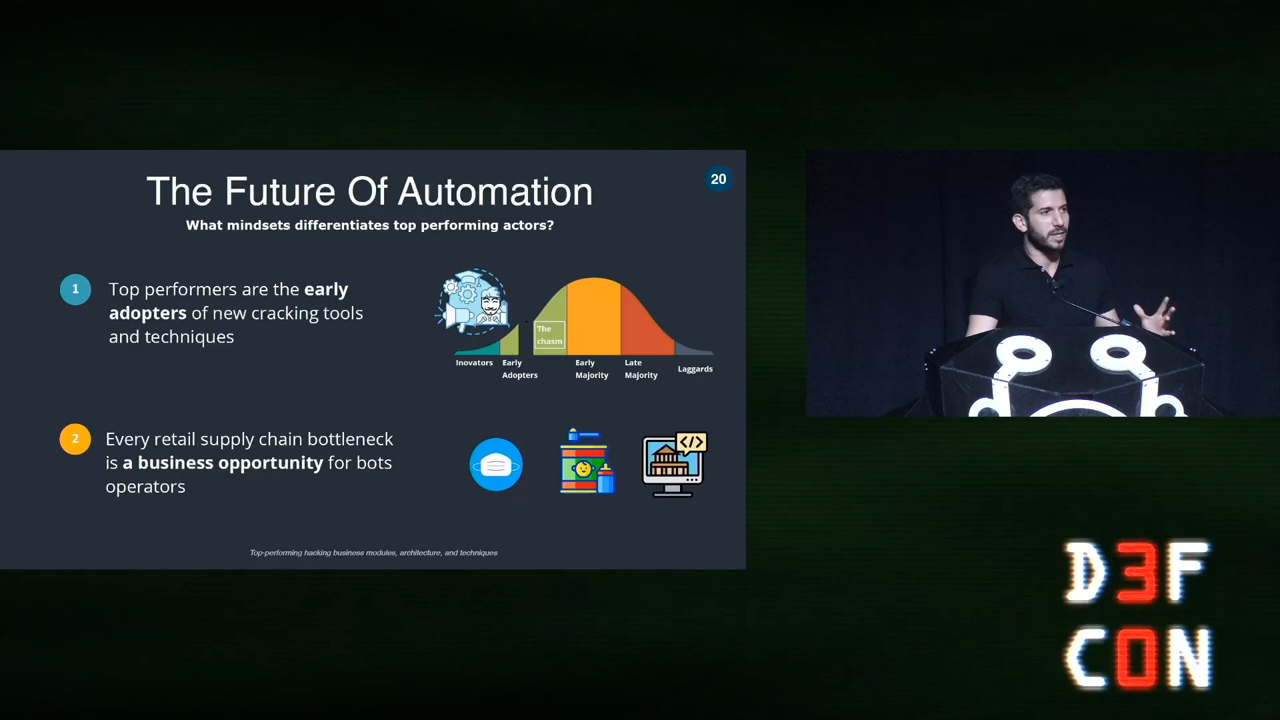 The Future Of Automation
20
What mindsets differentiates top performing actors?
1
Top performers are the early
adopters of new cracking tools
and techniques
The
chasm
Inovators
Early
Adopters
Early
Majority
Late
Majority
Laggards
2
Every retail supply chain bottleneck
is a business opportunity for bots
operators
</>
Top-performing hacking business modules, architecture, and techniques
D3F
C0N